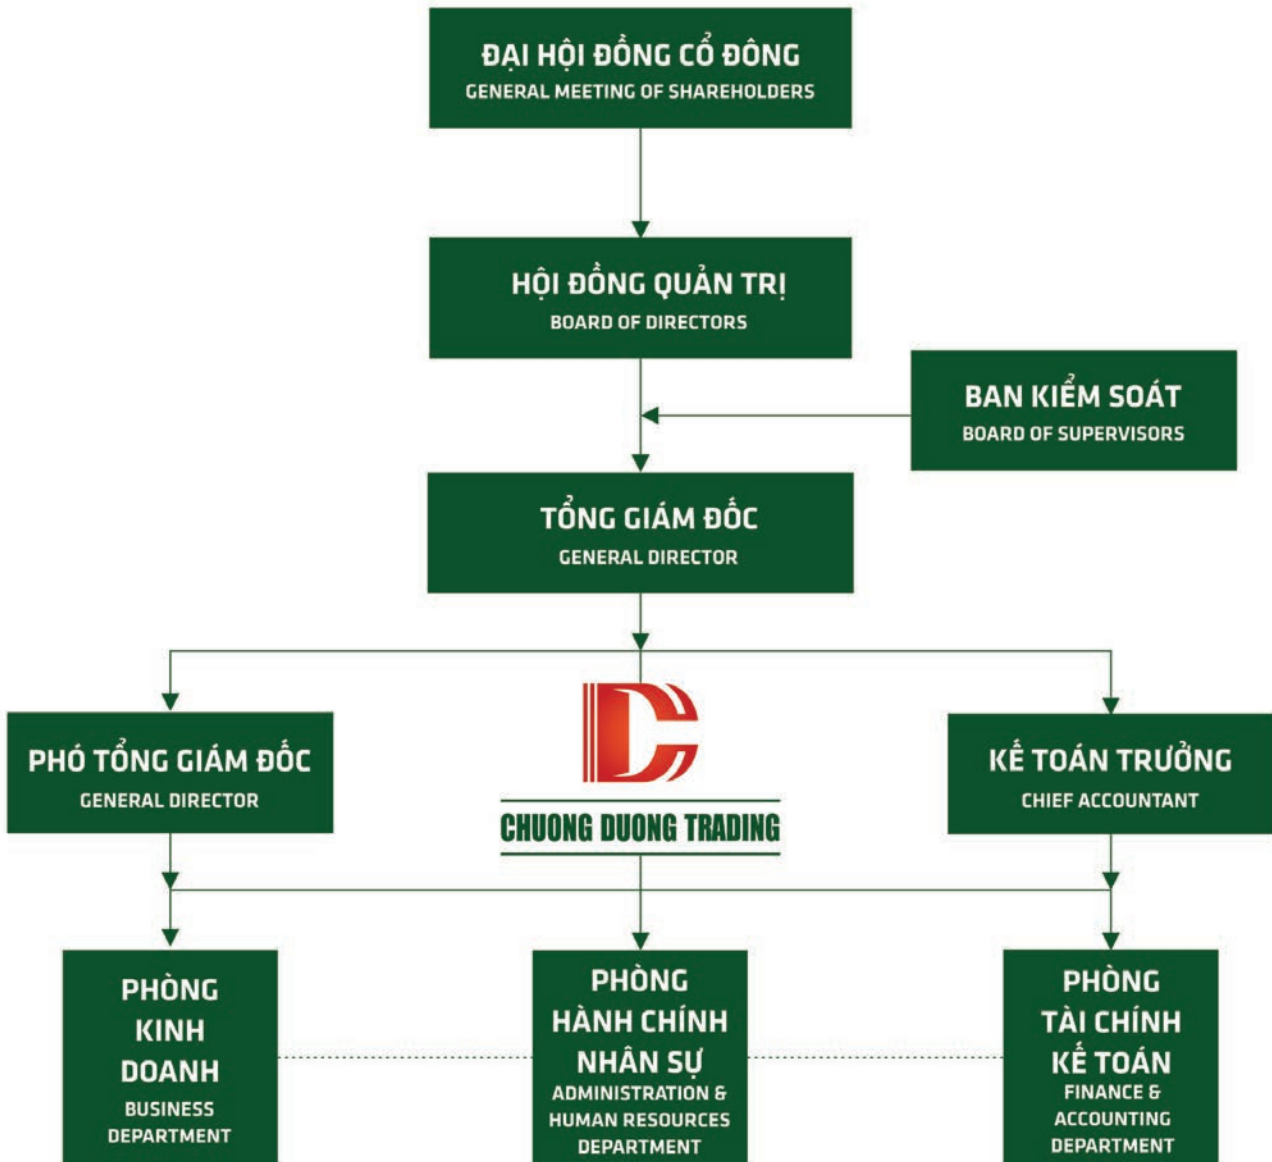 ĐẠI HỘI ĐỒNG CỔ ĐÔNG
GENERAL MEETING OF SHAREHOLDERS
HỘI ĐỒNG QUẢN TRỊ
BOARD OF DIRECTORS
BAN KIỂM SOÁT
BOARD OF SUPERVISORS
TỔNG GIÁM ĐỐC
GENERAL DIRECTOR
PHÓ TỔNG GIÁM ĐỐC
GENERAL DIRECTOR
CHUONG DUONG TRADING
KẾ TOÁN TRƯỞNG
CHIEF ACCOUNTANT
PHÒNG
KINH
DOANH
BUSINESS
DEPARTMENT
PHÒNG
HÀNH CHÍNH
NHÂN SỰ
ADMINISTRATION &
HUMAN RESOURCES
DEPARTMENT
PHÒNG
TÀI CHÍNH
KẾ TOÁN
FINANCE &
ACCOUNTING
DEPARTMENT